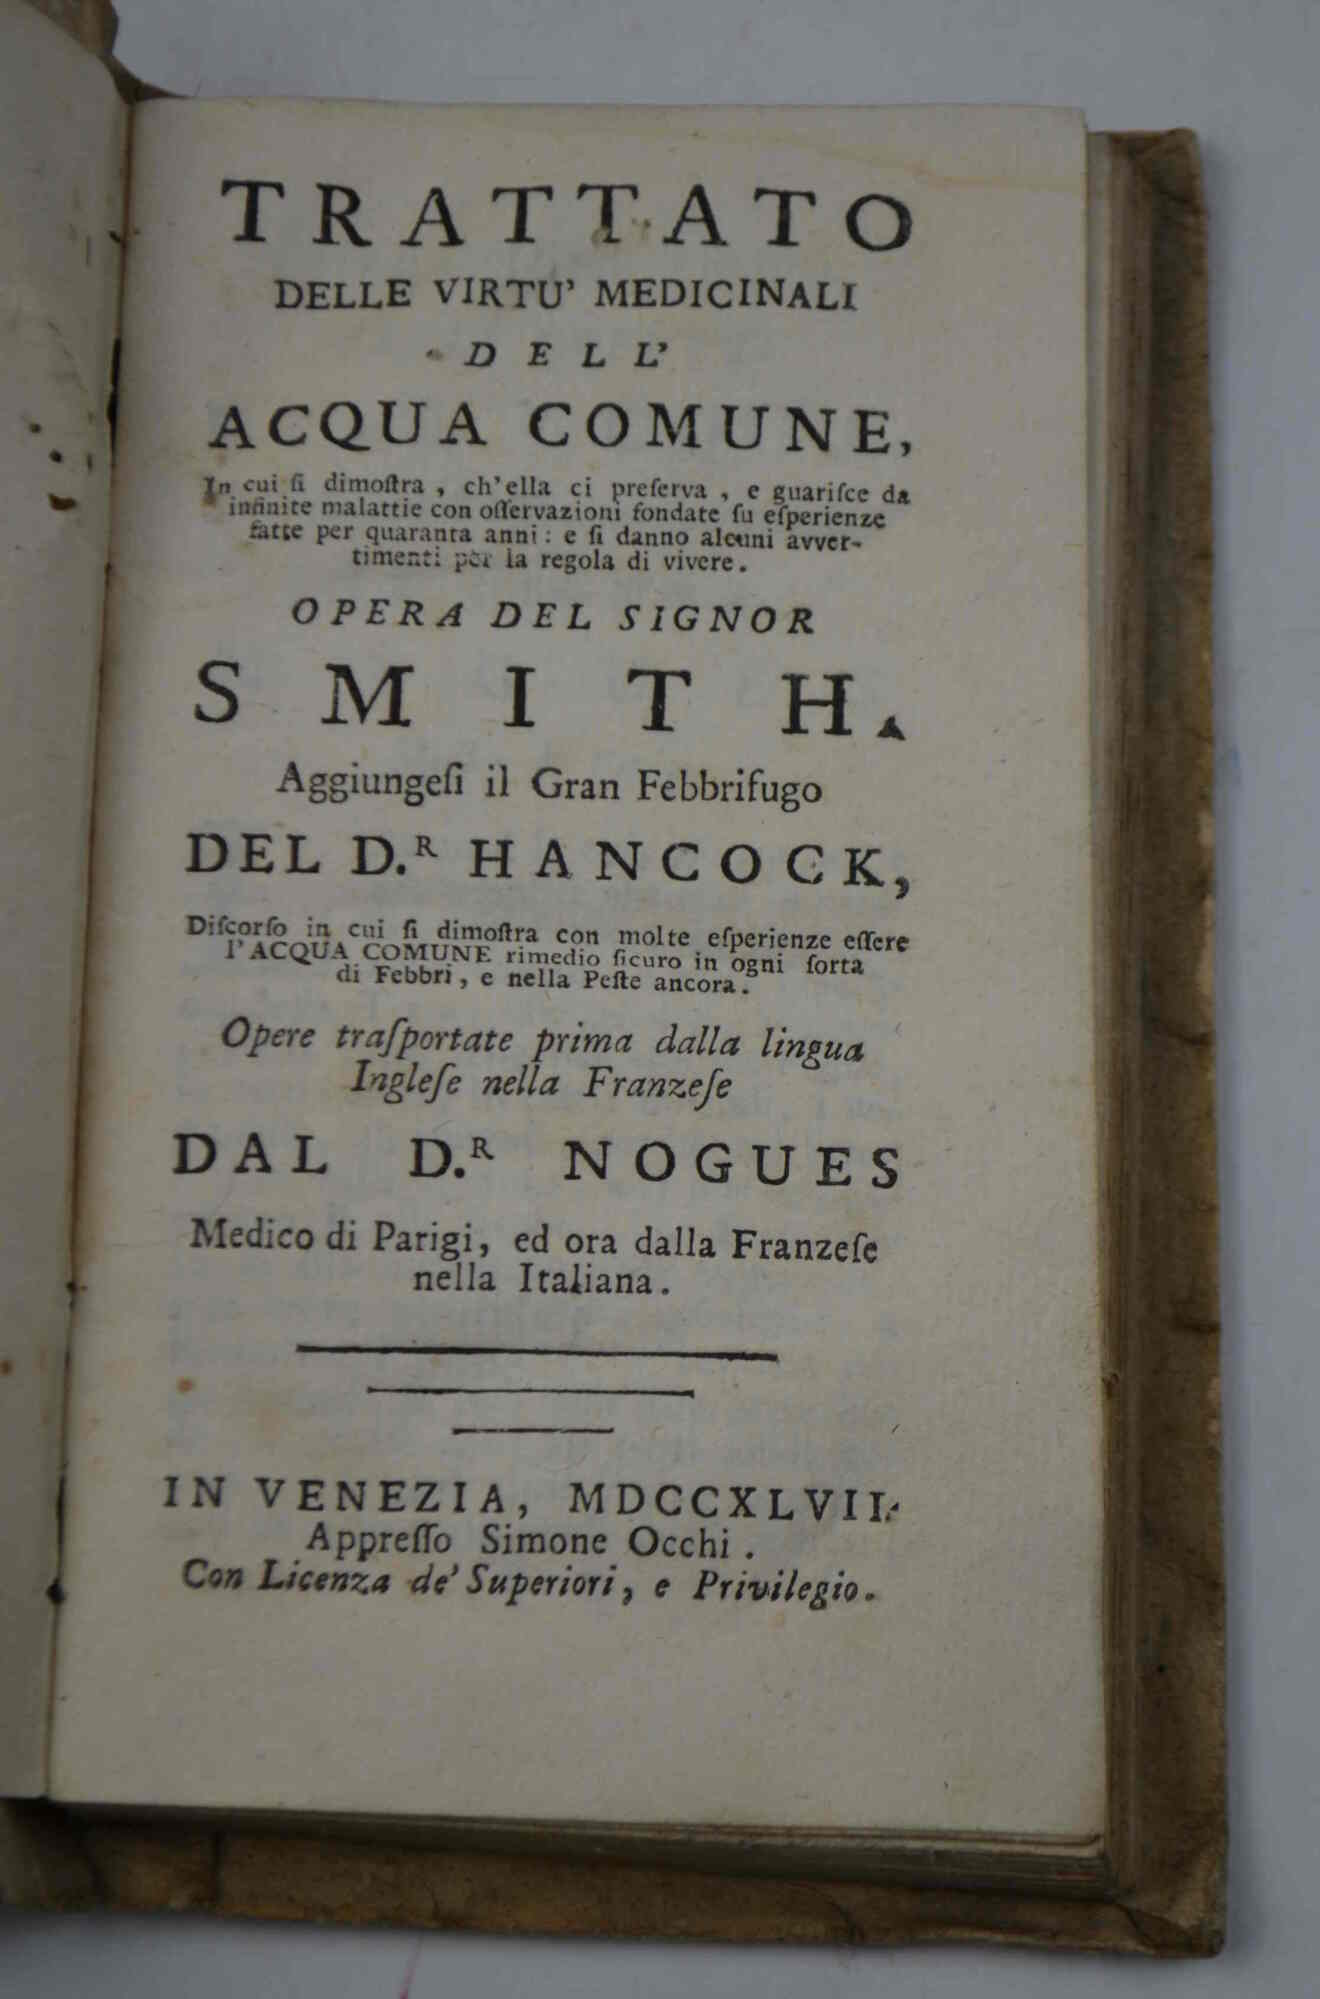 TRATTATO
DELLE VIRTU' MEDICINALI
DELL'
ACQUA COMUNE,
In cui ſi dimoſtra, ch'ella ci preſerva, e guariſce da
infinite malattie con oſſervazioni fondate ſu eſperienze
fatte per quaranta anni: e ſi danno alcuni avver-
timenti per la regola di vivere.
OPERA DEL SIGNOR
SMITH.
Aggiungeſi il Gran Febbrifugo
DEL D.R HANCOCK,
Diſcorſo in cui ſi dimoſtra con molte eſperienze eſſere
l'ACQUA COMUNE rimedio ſicuro in ogni ſorta
di Febbri, e nella Peſte ancora.
Opere traſportate prima dalla lingua
Ingleſe nella Franzeſe
DAL D.R NOGUES
Medico di Parigi, ed ora dalla Franzeſe
nella Italiana.
IN VENEZIA, MDCCXLVII.
Appreſſo Simone Occhi.
Con Licenza de' Superiori, e Privilegio.